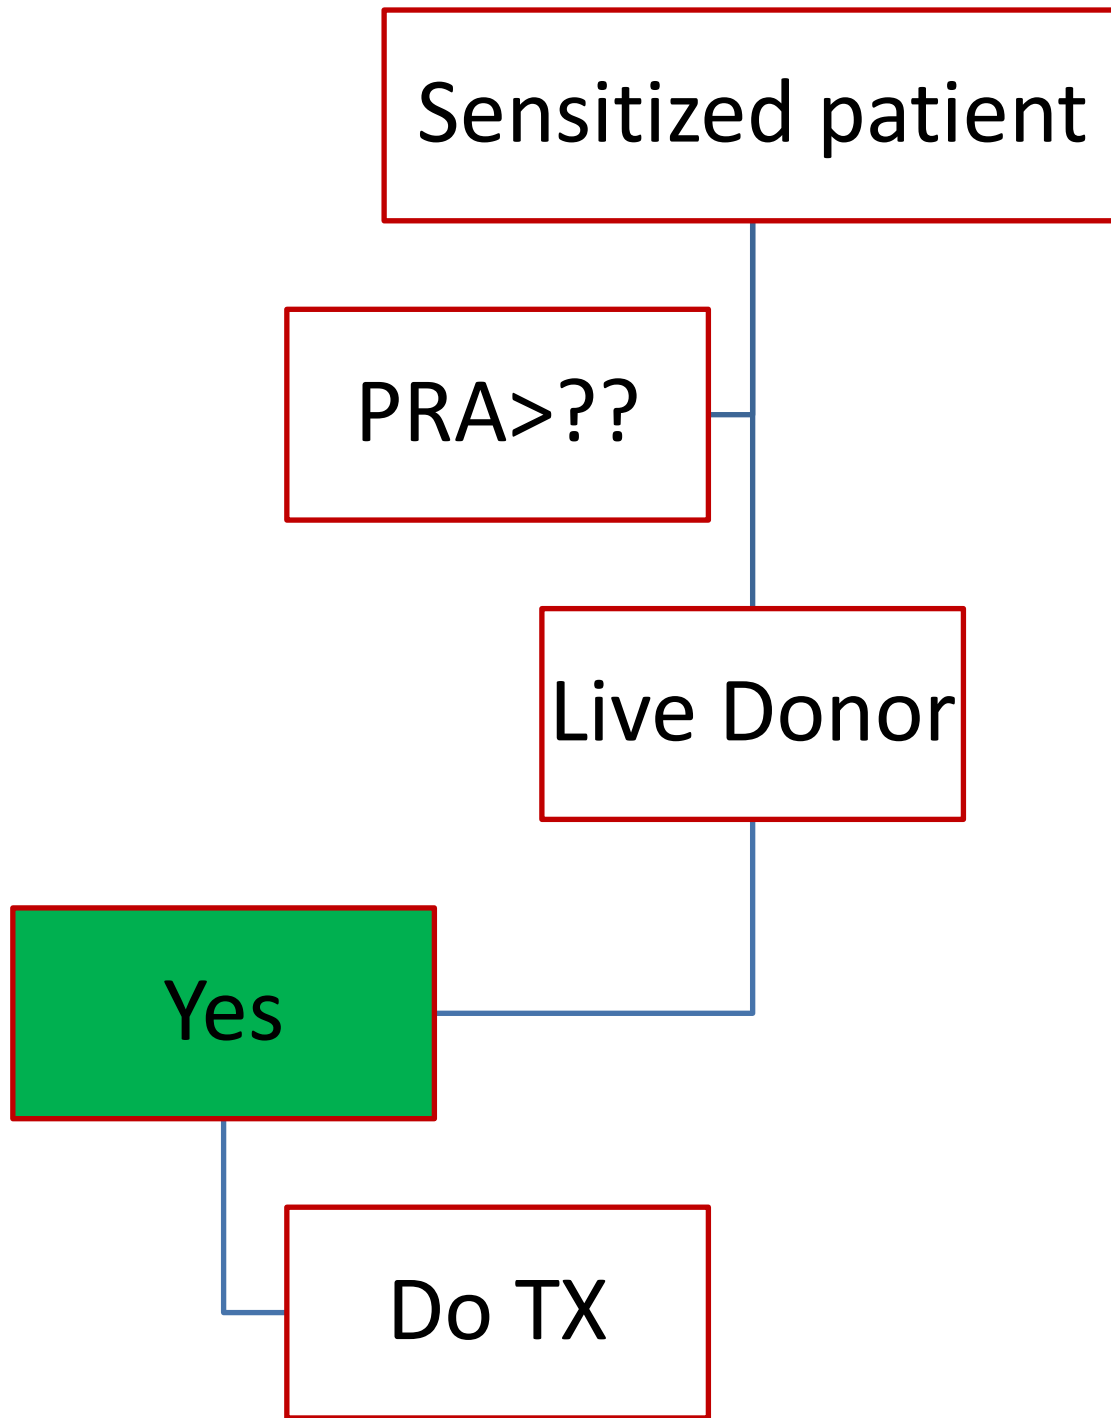 Sensitized patient
PRA>??
Live Donor
Yes
Do TX